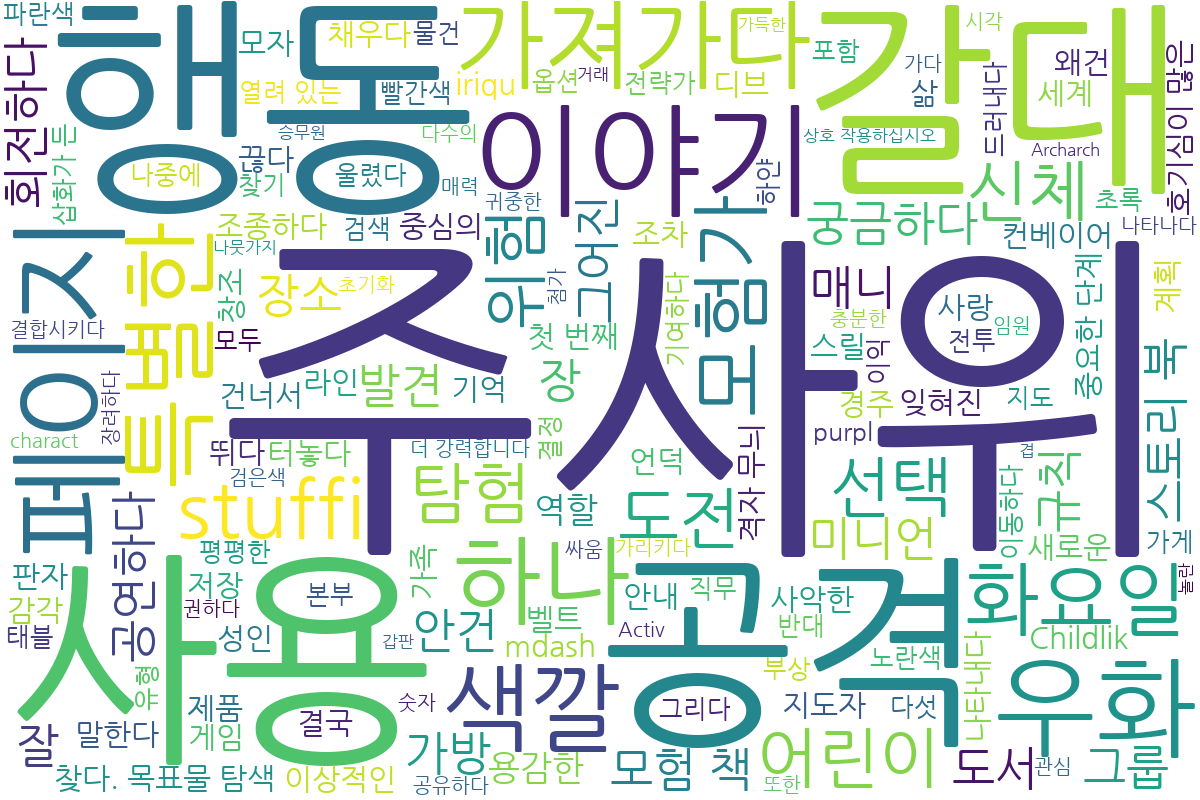 파란색
행동
모자
채우다
물건
가져가다
가득한
시각
갈대
포함
가다
왜건
많은
호기심이
회전하다
열려 있는
빨간색
iriqu
옵션
거래
전략가
디브
삶
세계
드러내다
삽화가 든
승무원
다수의
이야기
상호 작용하십시오
Archarch
끊다
찾기
나중에
울렸다
매력
귀중한
하얀
신체
초록
조종하다
검색
중심의
위험
그어진
조차
모험가
궁금하다
컨베이어
나타나다
페이지
특별한
나뭇가지
창조
장소
초기화
첨가
기여하다
매니
사랑
임원
전투
계획
결합시키다
모두
주사위
첫 번째
충분한
스릴
이익
중요한 단계
스토리 북
장려하다
건너서
라인
발견
기억
장
경주
잊혀진
지도
charact
뛰다
터놓다
더 강력합니다
결정
purpl
격자 무늬
검은색
언덕
겁
stuffi
탐험
역할
도전
선택
이동하다
규칙
미니언
새로운
가게
공연하다
평평한
싸움
가리키다
하나
화요일
놀람
판자
저장
본부
가족
벨트
안내
직무
사악한
감각
권하다
사용
안건
공격
태블
성인
갑판
mdash
Activ
반대
Childlik
유형
색깔
부상
노란색
나타내다
우화
제품
결국
숫자
그리다
지도자
다섯
잘
말한다
게임
가방
어린이
찾다. 목표물 탐색
이상적인
공유하다
용감한
모험 책
또한
도서
관심
그룹